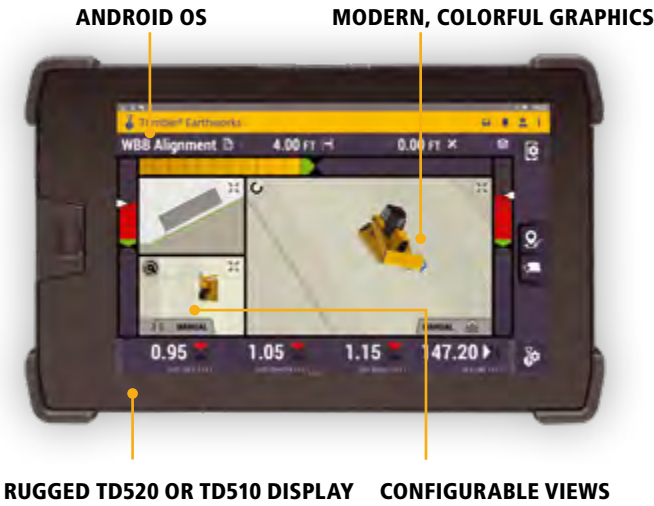 ANDROID OS
MODERN, COLORFUL GRAPHICS
Trimble® Earthworks
WBB Alignment 4.00 FT 0.00 FT
MANUAL
MANUAL
0.95 1.05 1.15 147.20
RUGGED TD520 OR TD510 DISPLAY
CONFIGURABLE VIEWS